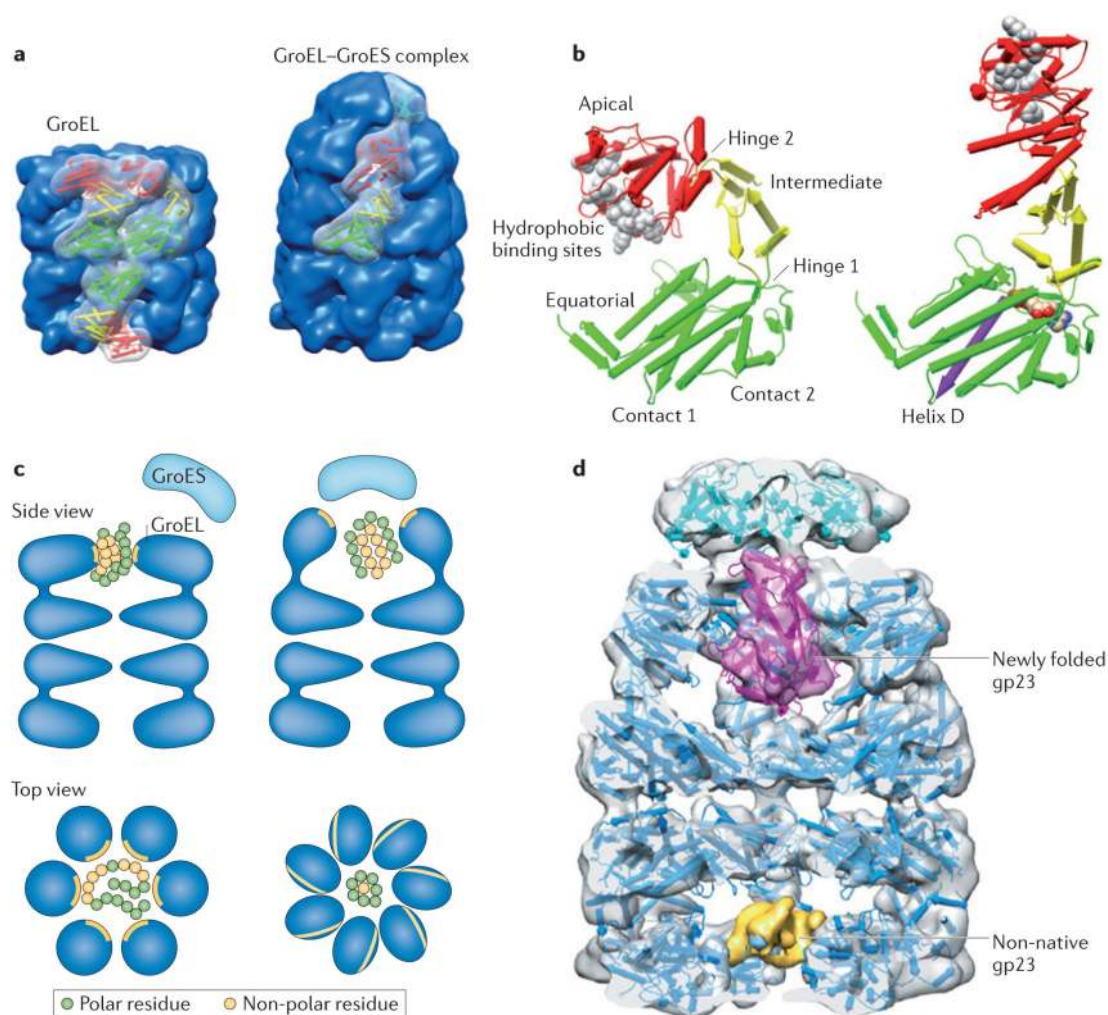 a
GroEL
GroEL–GroES complex
b
Apical
Hinge 2
Intermediate
Hydrophobic
binding sites
Hinge 1
Equatorial
Contact 2
Contact 1
Helix D
c
GroES
Side view
GroEL
Top view
Polar residue
Non-polar residue
d
Newly folded
gp23
Non-native
gp23